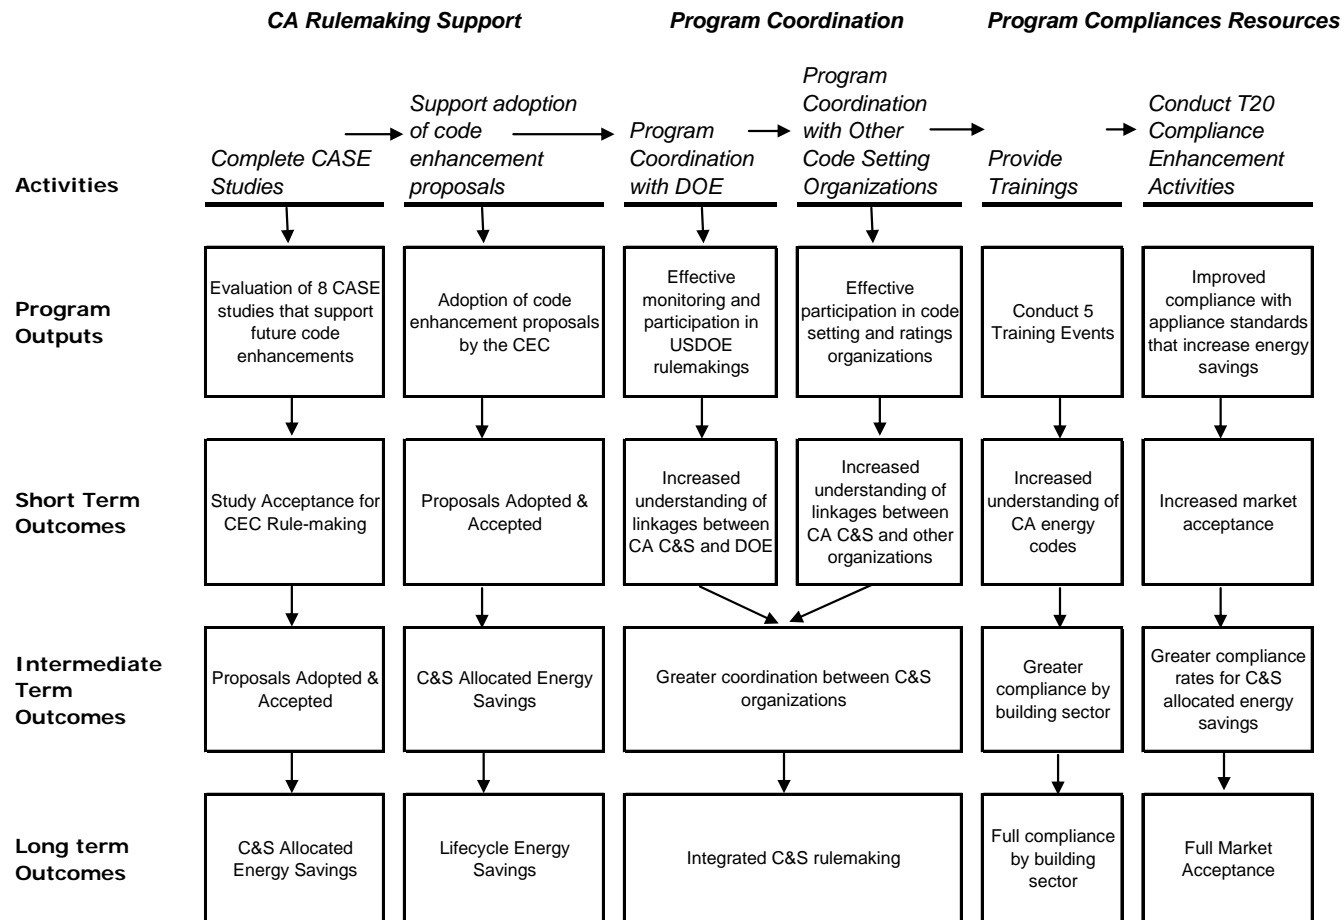 CA Rulemaking Support
Program Coordination
Program Compliances Resources
Activities
Complete CASE
Studies
Support adoption
of code
enhancement
proposals
Program
Coordination
with DOE
Program
Coordination
with Other
Code Setting
Organizations
Provide
Trainings
Conduct T20
Compliance
Enhancement
Activities
Program
Outputs
Evaluation of 8 CASE
studies that support
future code
enhancements
Adoption of code
enhancement proposals
by the CEC
Effective
monitoring and
participation in
USDOE
rulemakings
Effective
participation in code
setting and ratings
organizations
Conduct 5
Training Events
Improved
compliance with
appliance standards
that increase energy
savings
Short Term
Outcomes
Study Acceptance for
CEC Rule-making
Proposals Adopted &
Accepted
Increased
understanding of
linkages between
CA C&S and DOE
Increased
understanding of
linkages between
CA C&S and other
organizations
Increased
understanding of
CA energy
codes
Increased market
acceptance
Intermediate
Term
Outcomes
Proposals Adopted &
Accepted
C&S Allocated Energy
Savings
Greater coordination between C&S
organizations
Greater
compliance by
building sector
Greater compliance
rates for C&S
allocated energy
savings
Long term
Outcomes
C&S Allocated
Energy Savings
Lifecycle Energy
Savings
Integrated C&S rulemaking
Full compliance
by building
sector
Full Market
Acceptance